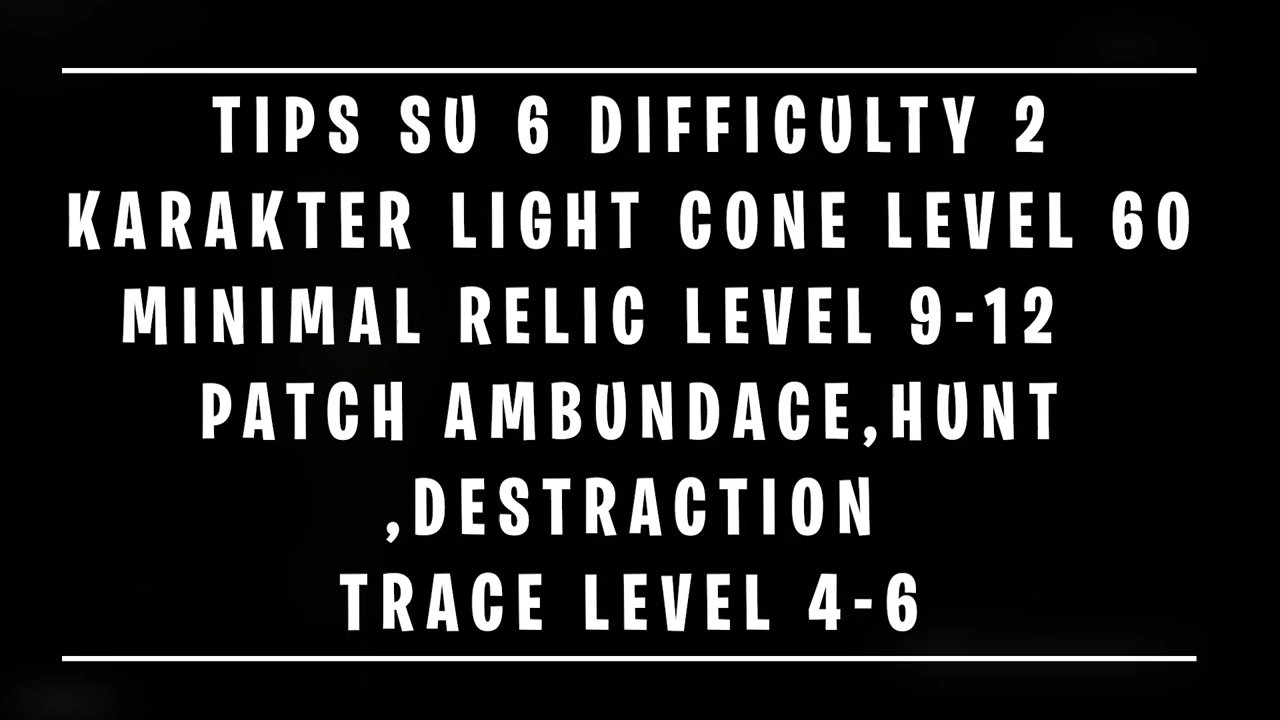 TIPS SU 6 DIFFICULTY 2
KARAKTER LIGHT CONE LEVEL 60
MINIMAL RELIC LEVEL 9-12
PATCH AMBUNDACE,HUNT
,DESTRACTION
TRACE LEVEL 4-6